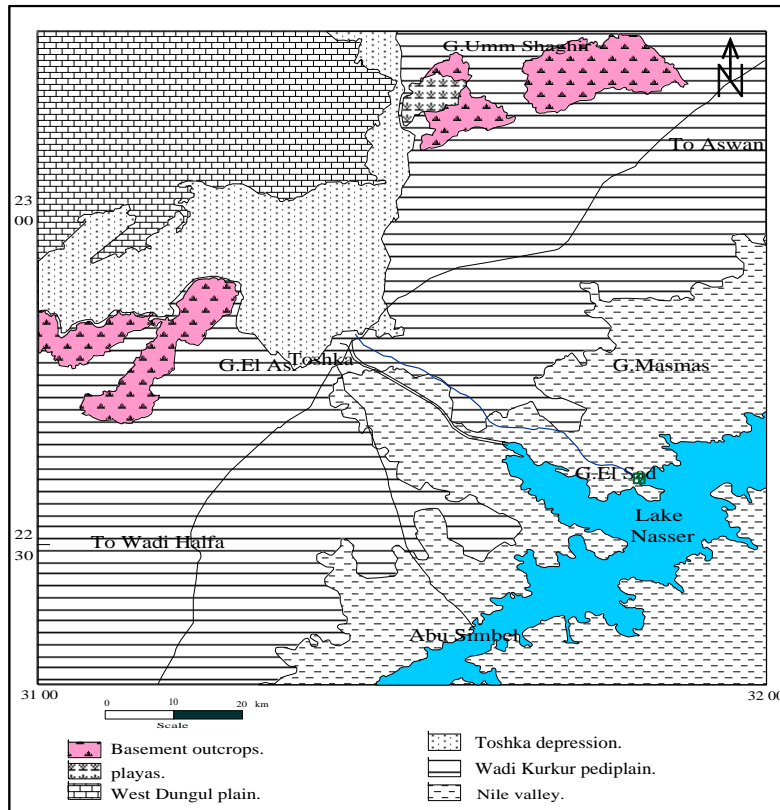 G.Umm Shaghir
N
To Aswan
23
00
G.El As
Toshka
G.Masmas
G.El Sad
Lake
Nasser
22
30
To Wadi Halfa
Abu Simbel
31 00
32 00
0 10 20 km
Scale
Basement outcrops.
playas.
West Dungul plain.
Toshka depression.
Wadi Kurkur pediplain.
Nile valley.